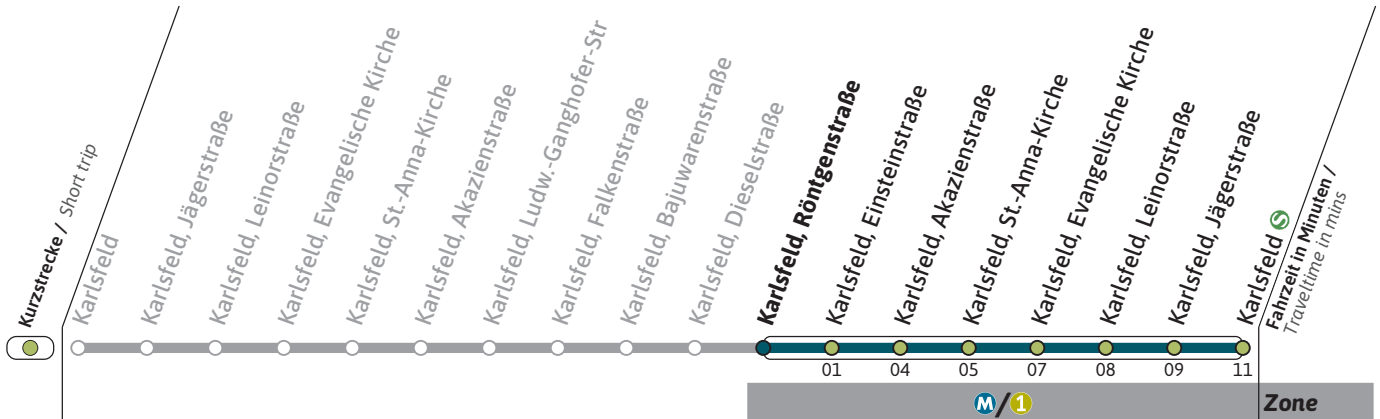 Kurzstrecke / Short trip
Karlsfeld
Karlsfeld, Jägerstraße
Karlsfeld, Leinorstraße
Karlsfeld, Evangelische Kirche
Karlsfeld, St.-Anna-Kirche
Karlsfeld, Akazienstraße
Karlsfeld, Ludw.-Ganghofer-Str
Karlsfeld, Falkenstraße
Karlsfeld, Bajuwarenstraße
Karlsfeld, Dieselstraße
Karlsfeld, Röntgenstraße
Karlsfeld, Einsteinstraße
Karlsfeld, Akazienstraße
Karlsfeld, St.-Anna-Kirche
Karlsfeld, Evangelische Kirche
Karlsfeld, Leinorstraße
Karlsfeld, Jägerstraße
Karlsfeld S
Fahrzeit in Minuten /
Traveltime in mins
01 04 05 07 08 09 11
M/1 Zone